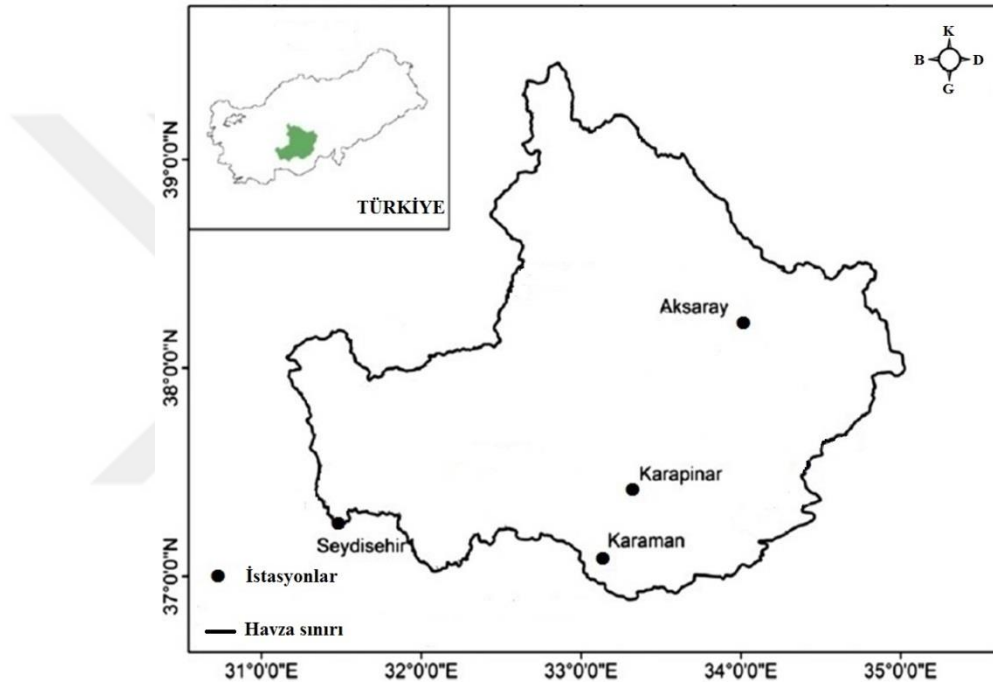 K
B D
G
TÜRKİYE
39°0'0"N
38°0'0"N
37°0'0"N
Aksaray
Karapinar
Karaman
Seydisehir
İstasyonlar
Havza sınırı
31°0'0"E 32°0'0"E 33°0'0"E 34°0'0"E 35°0'0"E